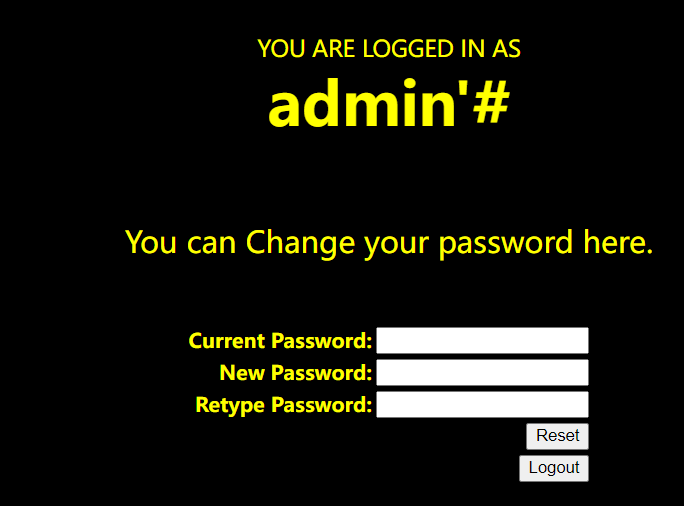 YOU ARE LOGGED IN AS
admin'#
You can Change your password here.
Current Password:
New Password:
Retype Password:
Reset
Logout